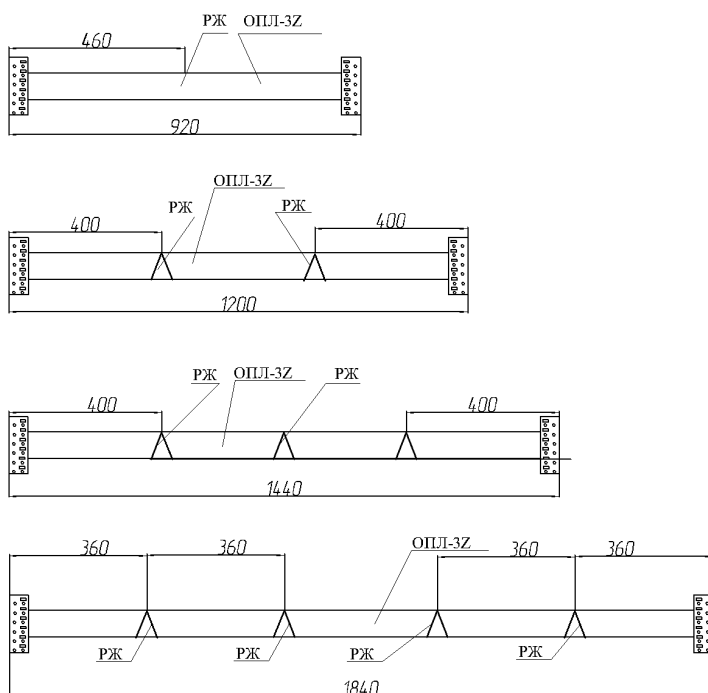 РЖ ОПЛ-3Z
460
920
ОПЛ-3Z
РЖ РЖ
400 400
1200
РЖ ОПЛ-3Z РЖ
400 400
1440
ОПЛ-3Z
360 360 360 360
РЖ РЖ РЖ РЖ
1840